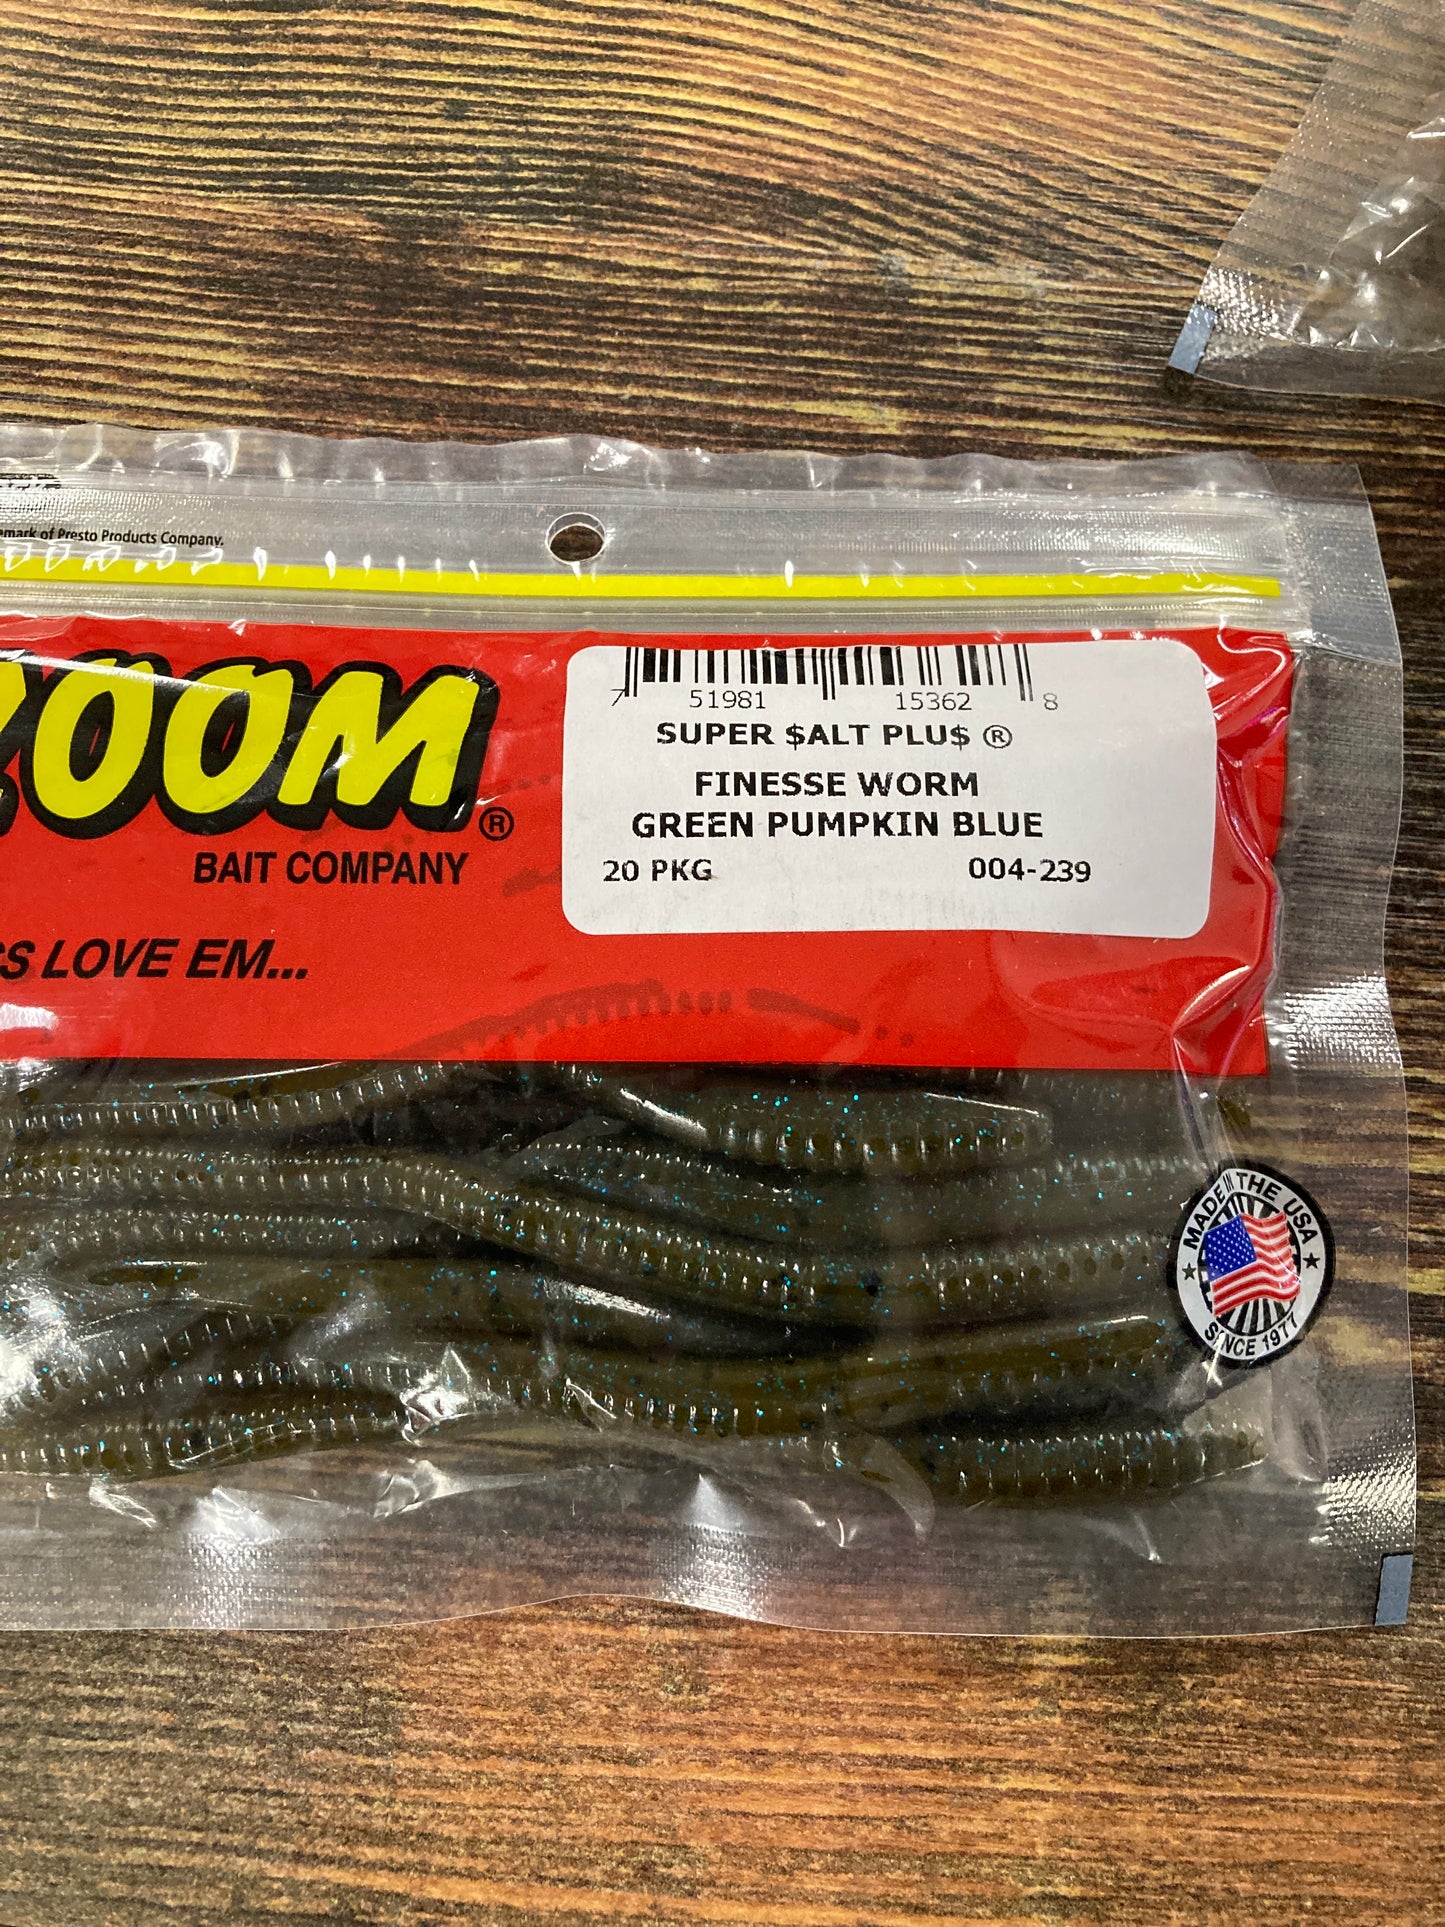 of Presto Products Company.
ZOOM®
BAIT COMPANY
LOVE EM...
7 51981 15362 8
SUPER $ALT PLU$ ®
FINESSE WORM
GREEN PUMPKIN BLUE
20 PKG 004-239
MADE IN THE USA
SINCE 1977